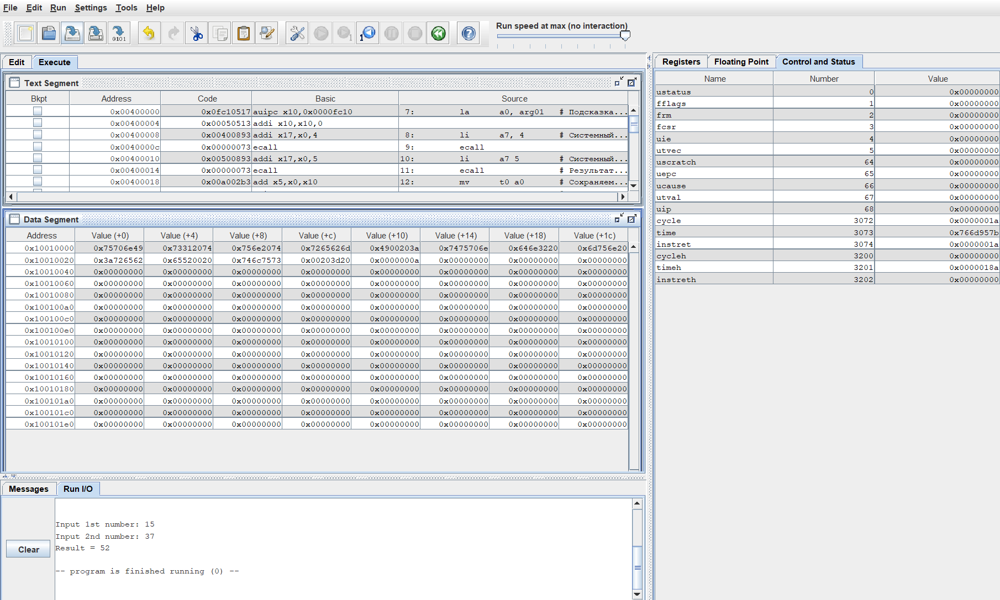 File Edit Run Settings Tools Help
Run speed at max (no interaction)
0101
1
1
Edit Execute
Text Segment
Bkpt Address Code Basic Source
0x00400000 0x0fc10517 auipc x10,0x0000fc10 7: la a0, arg01 # Подсказка...
0x00400004 0x00050513 addi x10,x10,0
0x00400008 0x00400893 addi x17,x0,4 8: li a7, 4 # Системный...
0x0040000c 0x00000073 ecall 9: ecall
0x00400010 0x00500893 addi x17,x0,5 10: li a7 5 # Системный...
0x00400014 0x00000073 ecall 11: ecall # Результат...
0x00400018 0x00a002b3 add x5,x0,x10 12: mv t0 a0 # Сохраняем...
Data Segment
Address Value (+0) Value (+4) Value (+8) Value (+c) Value (+10) Value (+14) Value (+18) Value (+1c)
0x10010000 0x75706e49 0x73312074 0x756e2074 0x7265626d 0x4900203a 0x7475706e 0x646e3220 0x6d756e20
0x10010020 0x3a726562 0x65520020 0x746c7573 0x00203d20 0x0000000a 0x00000000 0x00000000 0x00000000
0x10010040 0x00000000 0x00000000 0x00000000 0x00000000 0x00000000 0x00000000 0x00000000 0x00000000
0x10010060 0x00000000 0x00000000 0x00000000 0x00000000 0x00000000 0x00000000 0x00000000 0x00000000
0x10010080 0x00000000 0x00000000 0x00000000 0x00000000 0x00000000 0x00000000 0x00000000 0x00000000
0x100100a0 0x00000000 0x00000000 0x00000000 0x00000000 0x00000000 0x00000000 0x00000000 0x00000000
0x100100c0 0x00000000 0x00000000 0x00000000 0x00000000 0x00000000 0x00000000 0x00000000 0x00000000
0x100100e0 0x00000000 0x00000000 0x00000000 0x00000000 0x00000000 0x00000000 0x00000000 0x00000000
0x10010100 0x00000000 0x00000000 0x00000000 0x00000000 0x00000000 0x00000000 0x00000000 0x00000000
0x10010120 0x00000000 0x00000000 0x00000000 0x00000000 0x00000000 0x00000000 0x00000000 0x00000000
0x10010140 0x00000000 0x00000000 0x00000000 0x00000000 0x00000000 0x00000000 0x00000000 0x00000000
0x10010160 0x00000000 0x00000000 0x00000000 0x00000000 0x00000000 0x00000000 0x00000000 0x00000000
0x10010180 0x00000000 0x00000000 0x00000000 0x00000000 0x00000000 0x00000000 0x00000000 0x00000000
0x100101a0 0x00000000 0x00000000 0x00000000 0x00000000 0x00000000 0x00000000 0x00000000 0x00000000
0x100101c0 0x00000000 0x00000000 0x00000000 0x00000000 0x00000000 0x00000000 0x00000000 0x00000000
0x100101e0 0x00000000 0x00000000 0x00000000 0x00000000 0x00000000 0x00000000 0x00000000 0x00000000
Messages Run I/O
Clear
Input 1st number: 15
Input 2nd number: 37
Result = 52
-- program is finished running (0) --
Registers Floating Point Control and Status
Name Number Value
ustatus 0 0x00000000
fflags 1 0x00000000
frm 2 0x00000000
fcsr 3 0x00000000
uie 4 0x00000000
utvec 5 0x00000000
uscratch 64 0x00000000
uepc 65 0x00000000
ucause 66 0x00000000
utval 67 0x00000000
uip 68 0x00000000
cycle 3072 0x0000001a
time 3073 0x766d957b
instret 3074 0x0000001a
cycleh 3200 0x00000000
timeh 3201 0x0000018a
instreth 3202 0x00000000